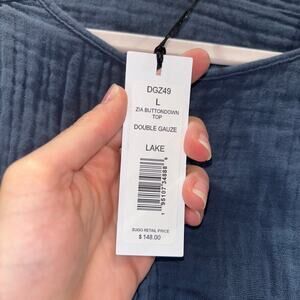 DGZ49
L
ZIA BUTTONDOWN
TOP
DOUBLE GAUZE
LAKE
SUGG RETAIL PRICE
$ 148.00